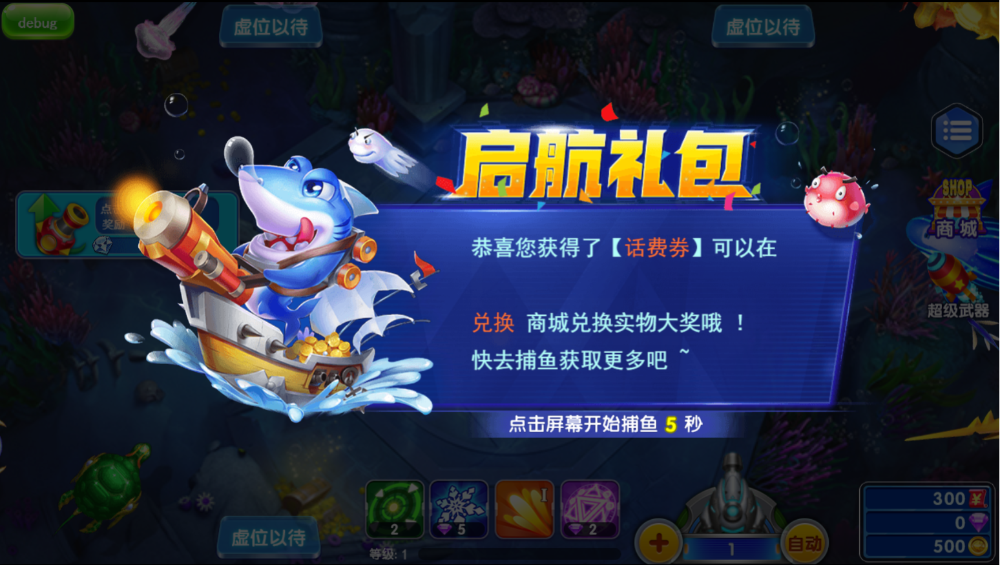 debug
虚位以待
虚位以待
启航礼包
SHOP
商城
点击
奖励
恭喜您获得了【话费券】可以在
兑换 商城兑换实物大奖哦 ！
超级武器
快去捕鱼获取更多吧 ~
点击屏幕开始捕鱼 5 秒
虚位以待
2
5
I
2
等级: 1
1
自动
300
0
500